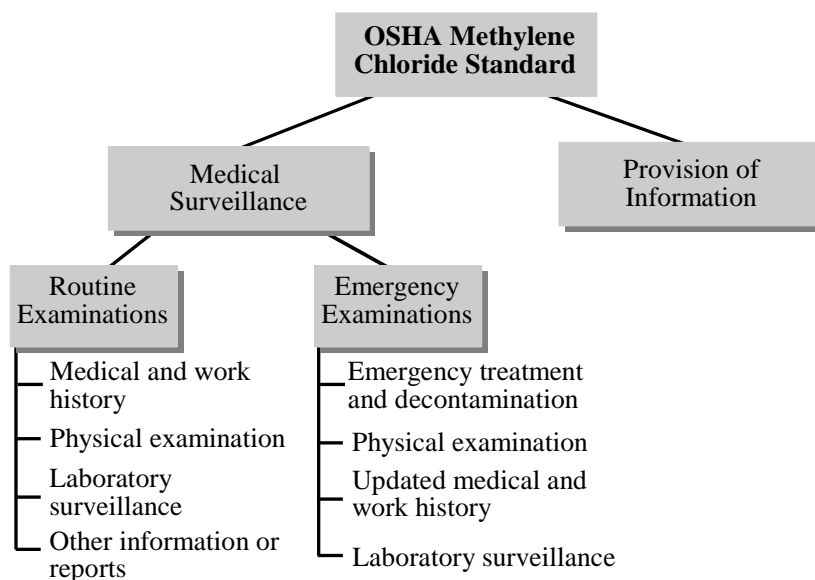 OSHA Methylene
Chloride Standard
Medical
Surveillance
Provision of
Information
Routine
Examinations
Medical and work
history
Physical examination
Laboratory
surveillance
Other information or
reports
Emergency
Examinations
Emergency treatment
and decontamination
Physical examination
Updated medical and
work history
Laboratory surveillance